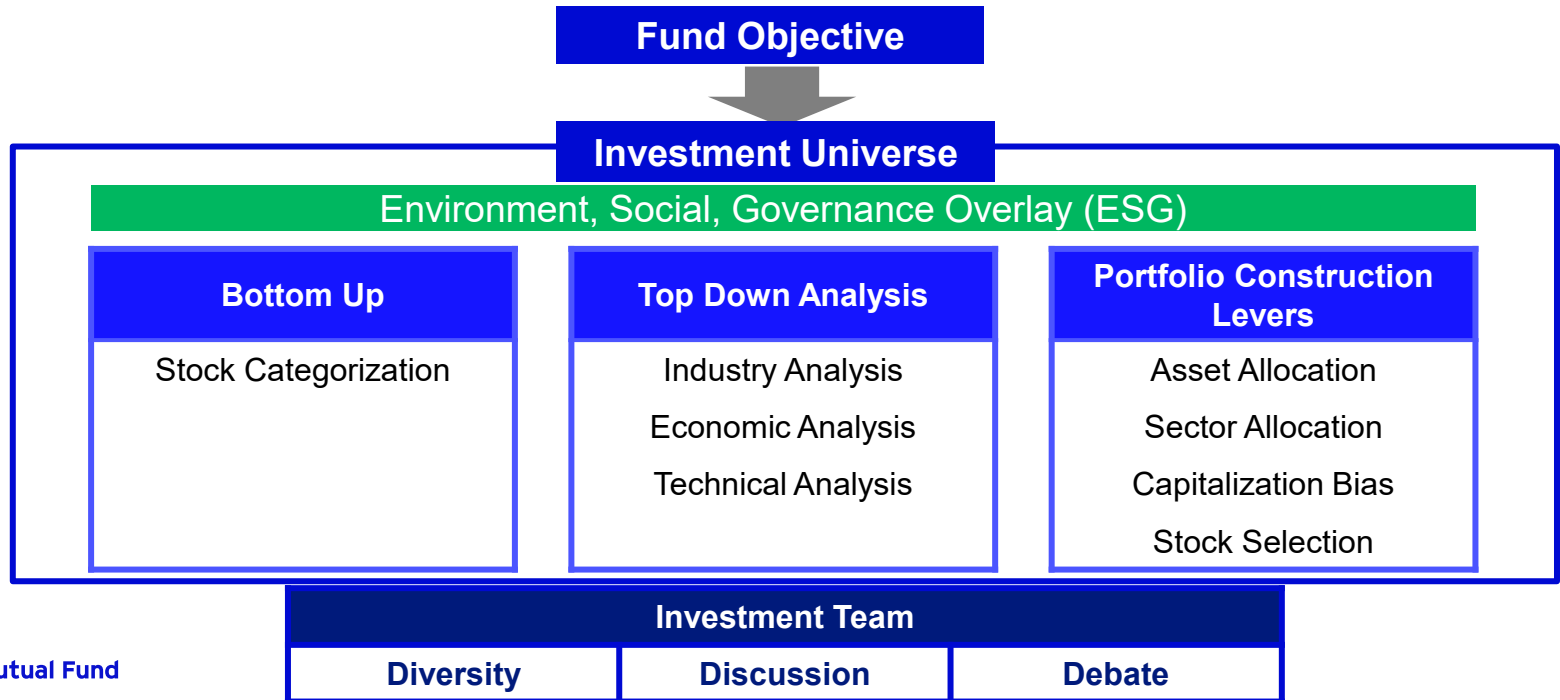 Fund Objective
Investment Universe
Environment, Social, Governance Overlay (ESG)
Bottom Up
Stock Categorization
Top Down Analysis
Industry Analysis
Economic Analysis
Technical Analysis
Portfolio Construction
Levers
Asset Allocation
Sector Allocation
Capitalization Bias
Stock Selection
Investment Team
Diversity
Discussion
Debate
Fund